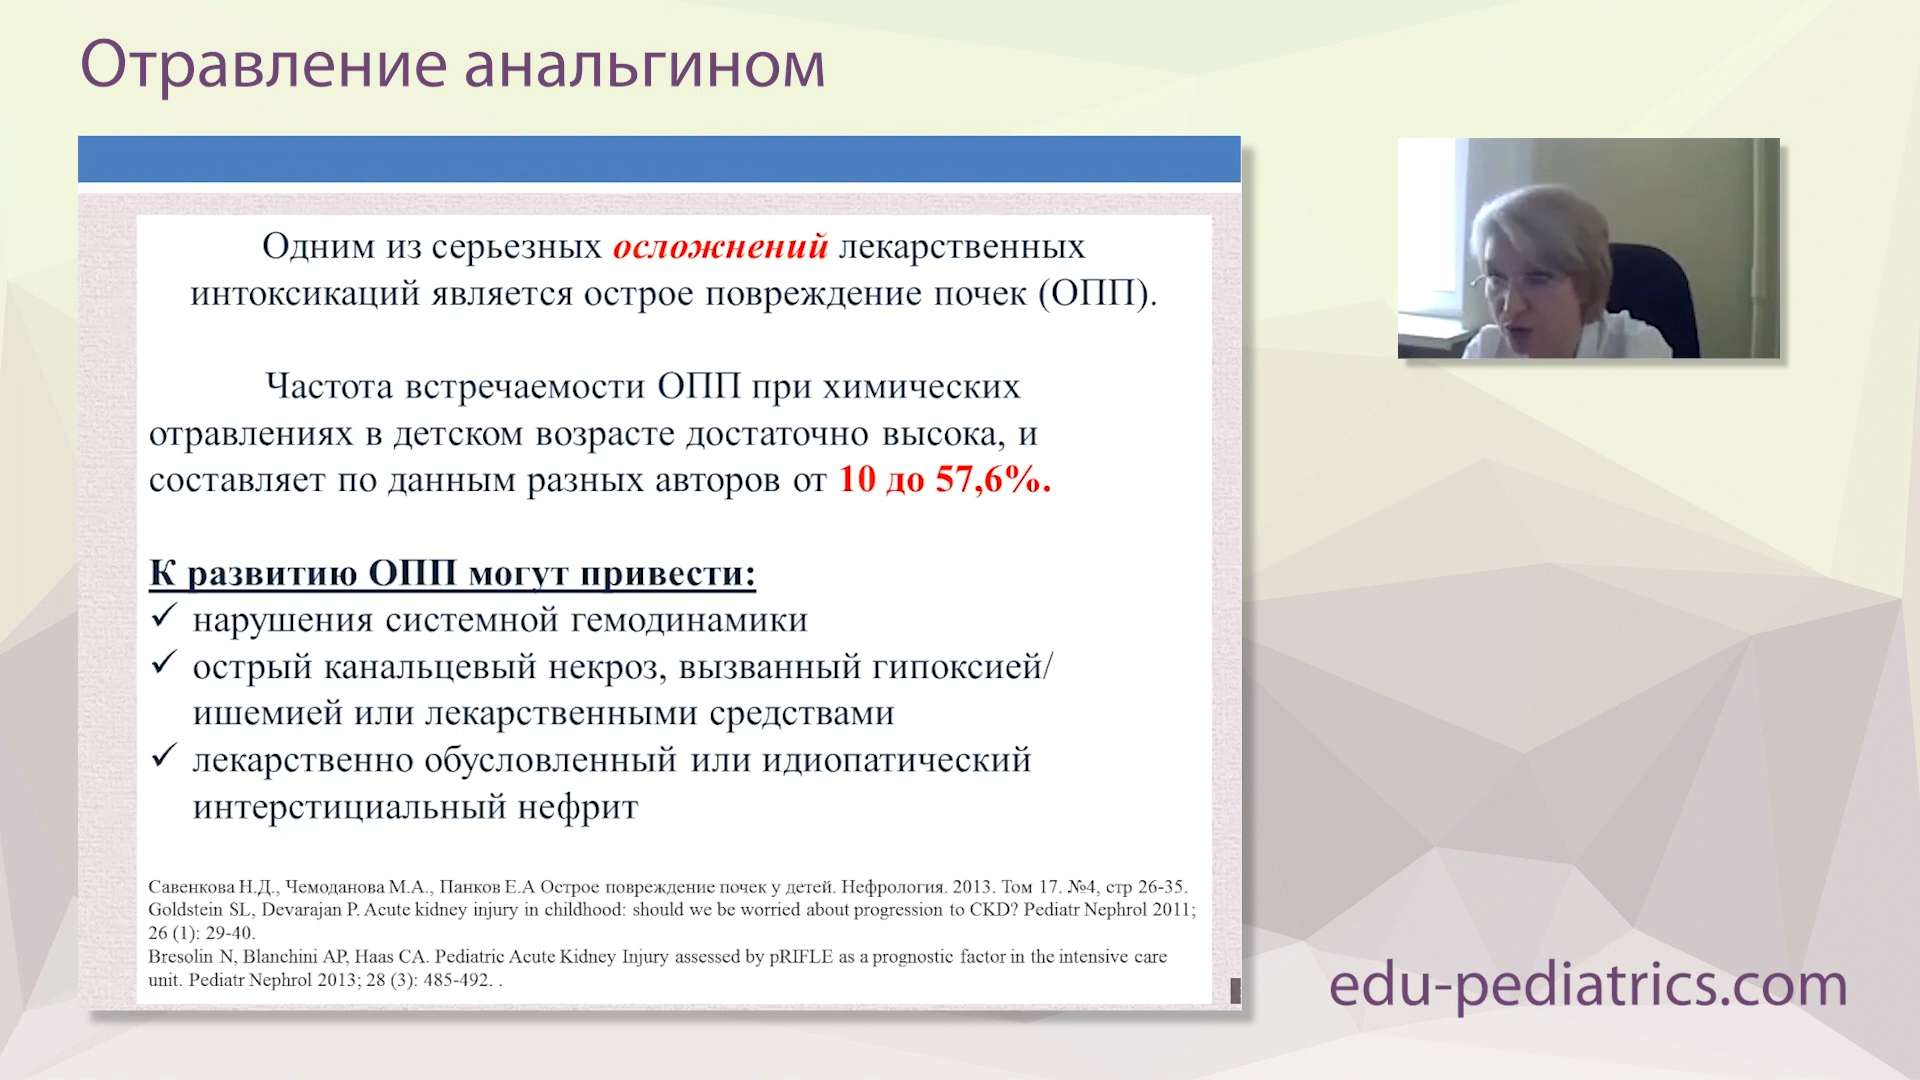 Отравление анальгином
Одним из серьезных осложнений лекарственных
интоксикаций является острое повреждение почек (ОПП).
Частота встречаемости ОПП при химических
отравлениях в детском возрасте достаточно высока, и
составляет по данным разных авторов от 10 до 57,6%.
К развитию ОПП могут привести:
✓ нарушения системной гемодинамики
✓ острый канальцевый некроз, вызванный гипоксией/
ишемией или лекарственными средствами
✓ лекарственно обусловленный или идиопатический
интерстициальный нефрит
Савенкова Н.Д., Чемоданова М.А., Панков Е.А Острое повреждение почек у детей. Нефрология. 2013. Том 17. №4, стр 26-35.
Goldstein SL, Devarajan P. Acute kidney injury in childhood: should we be worried about progression to CKD? Pediatr Nephrol 2011;
26 (1): 29-40.
Bresolin N, Blanchini AP, Haas CA. Pediatric Acute Kidney Injury assessed by pRIFLE as a prognostic factor in the intensive care
unit. Pediatr Nephrol 2013; 28 (3): 485-492. .
edu-pediatrics.com